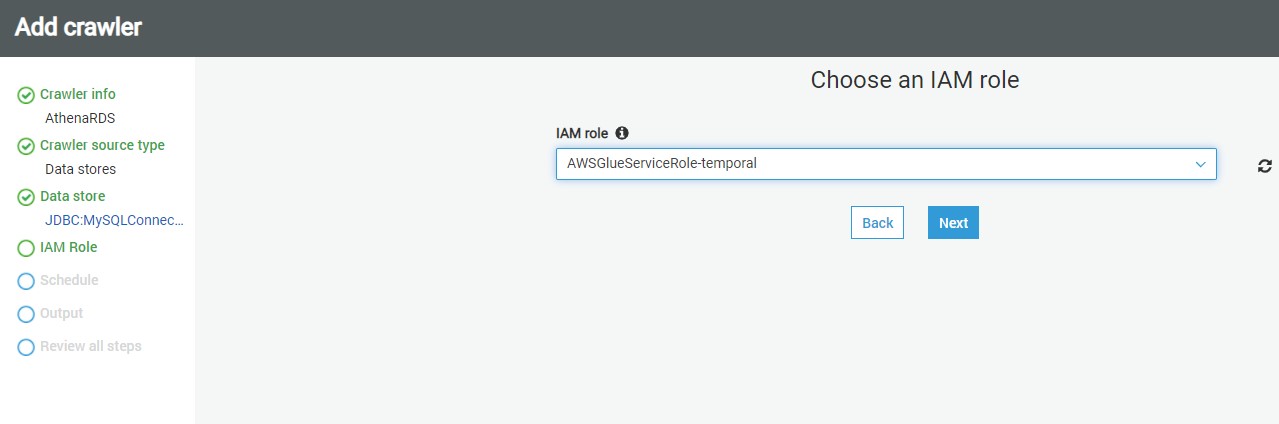 Add crawler
Crawler info
AthenaRDS
Crawler source type
Data stores
Data store
JDBC:MySQLConnec...
IAM Role
Schedule
Output
Review all steps
Choose an IAM role
IAM role
AWSGlueServiceRole-temporal
Back Next